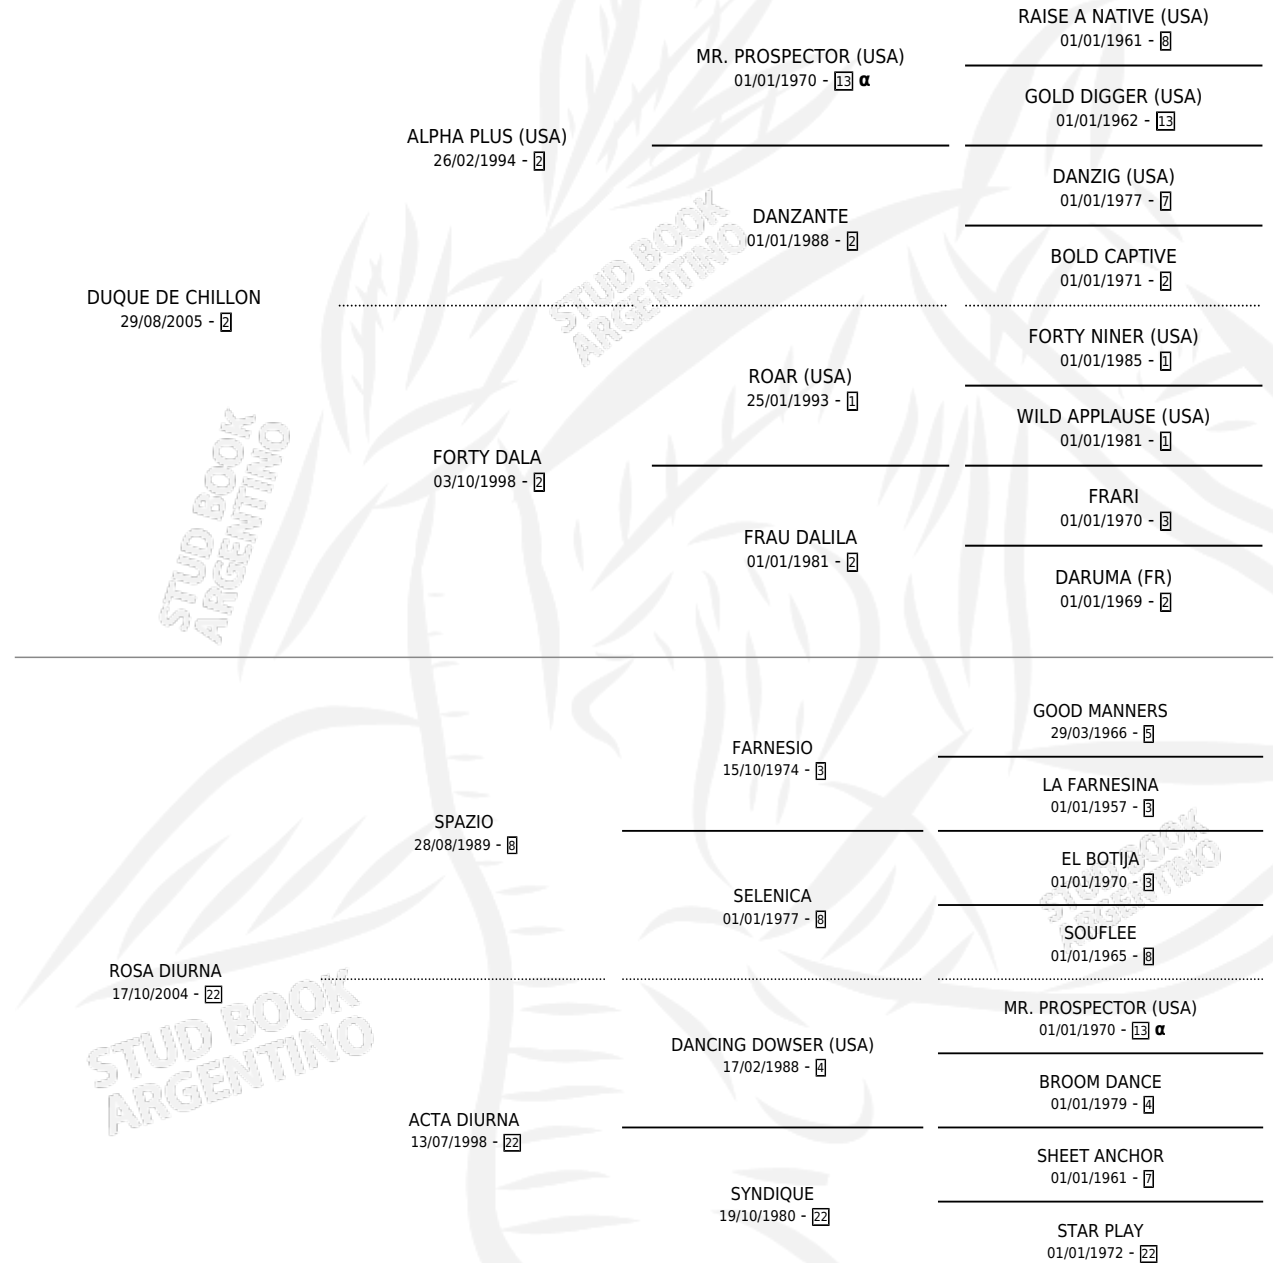 RAISE A NATIVE (USA)
01/01/1961 - 8
MR. PROSPECTOR (USA)
01/01/1970 - 13 α
GOLD DIGGER (USA)
01/01/1962 - 13
ALPHA PLUS (USA)
26/02/1994 - 2
DANZIG (USA)
01/01/1977 - 7
DANZANTE
01/01/1988 - 2
BOLD CAPTIVE
01/01/1971 - 2
DUQUE DE CHILLON
29/08/2005 - 2
FORTY NINER (USA)
01/01/1985 - 1
ROAR (USA)
25/01/1993 - 1
WILD APPLAUSE (USA)
01/01/1981 - 1
FORTY DALA
03/10/1998 - 2
FRARI
01/01/1970 - 3
FRAU DALILA
01/01/1981 - 2
DARUMA (FR)
01/01/1969 - 2
GOOD MANNERS
29/03/1966 - 5
FARNESIO
15/10/1974 - 3
LA FARNESINA
01/01/1957 - 3
SPAZIO
28/08/1989 - 8
EL BOTIJA
01/01/1970 - 3
SELENICA
01/01/1977 - 8
SOUFLEE
01/01/1965 - 8
ROSA DIURNA
17/10/2004 - 22
MR. PROSPECTOR (USA)
01/01/1970 - 13 α
DANCING DOWSER (USA)
17/02/1988 - 4
BROOM DANCE
01/01/1979 - 4
ACTA DIURNA
13/07/1998 - 22
SHEET ANCHOR
01/01/1961 - 7
SYNDIQUE
19/10/1980 - 22
STAR PLAY
01/01/1972 - 22
STUD BOOK
ARGENTINO
STUD BOOK
ARGENTINO
STUD BOOK
ARGENTINO
STUD BOOK
ARGENTINO